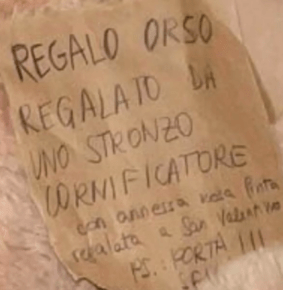 REGALO ORSO
REGALATO DA
UNO STRONZO
CORNIFICATORE
con annessa rosa finta
regalata a San Valentino
PS.: PORTA !!!